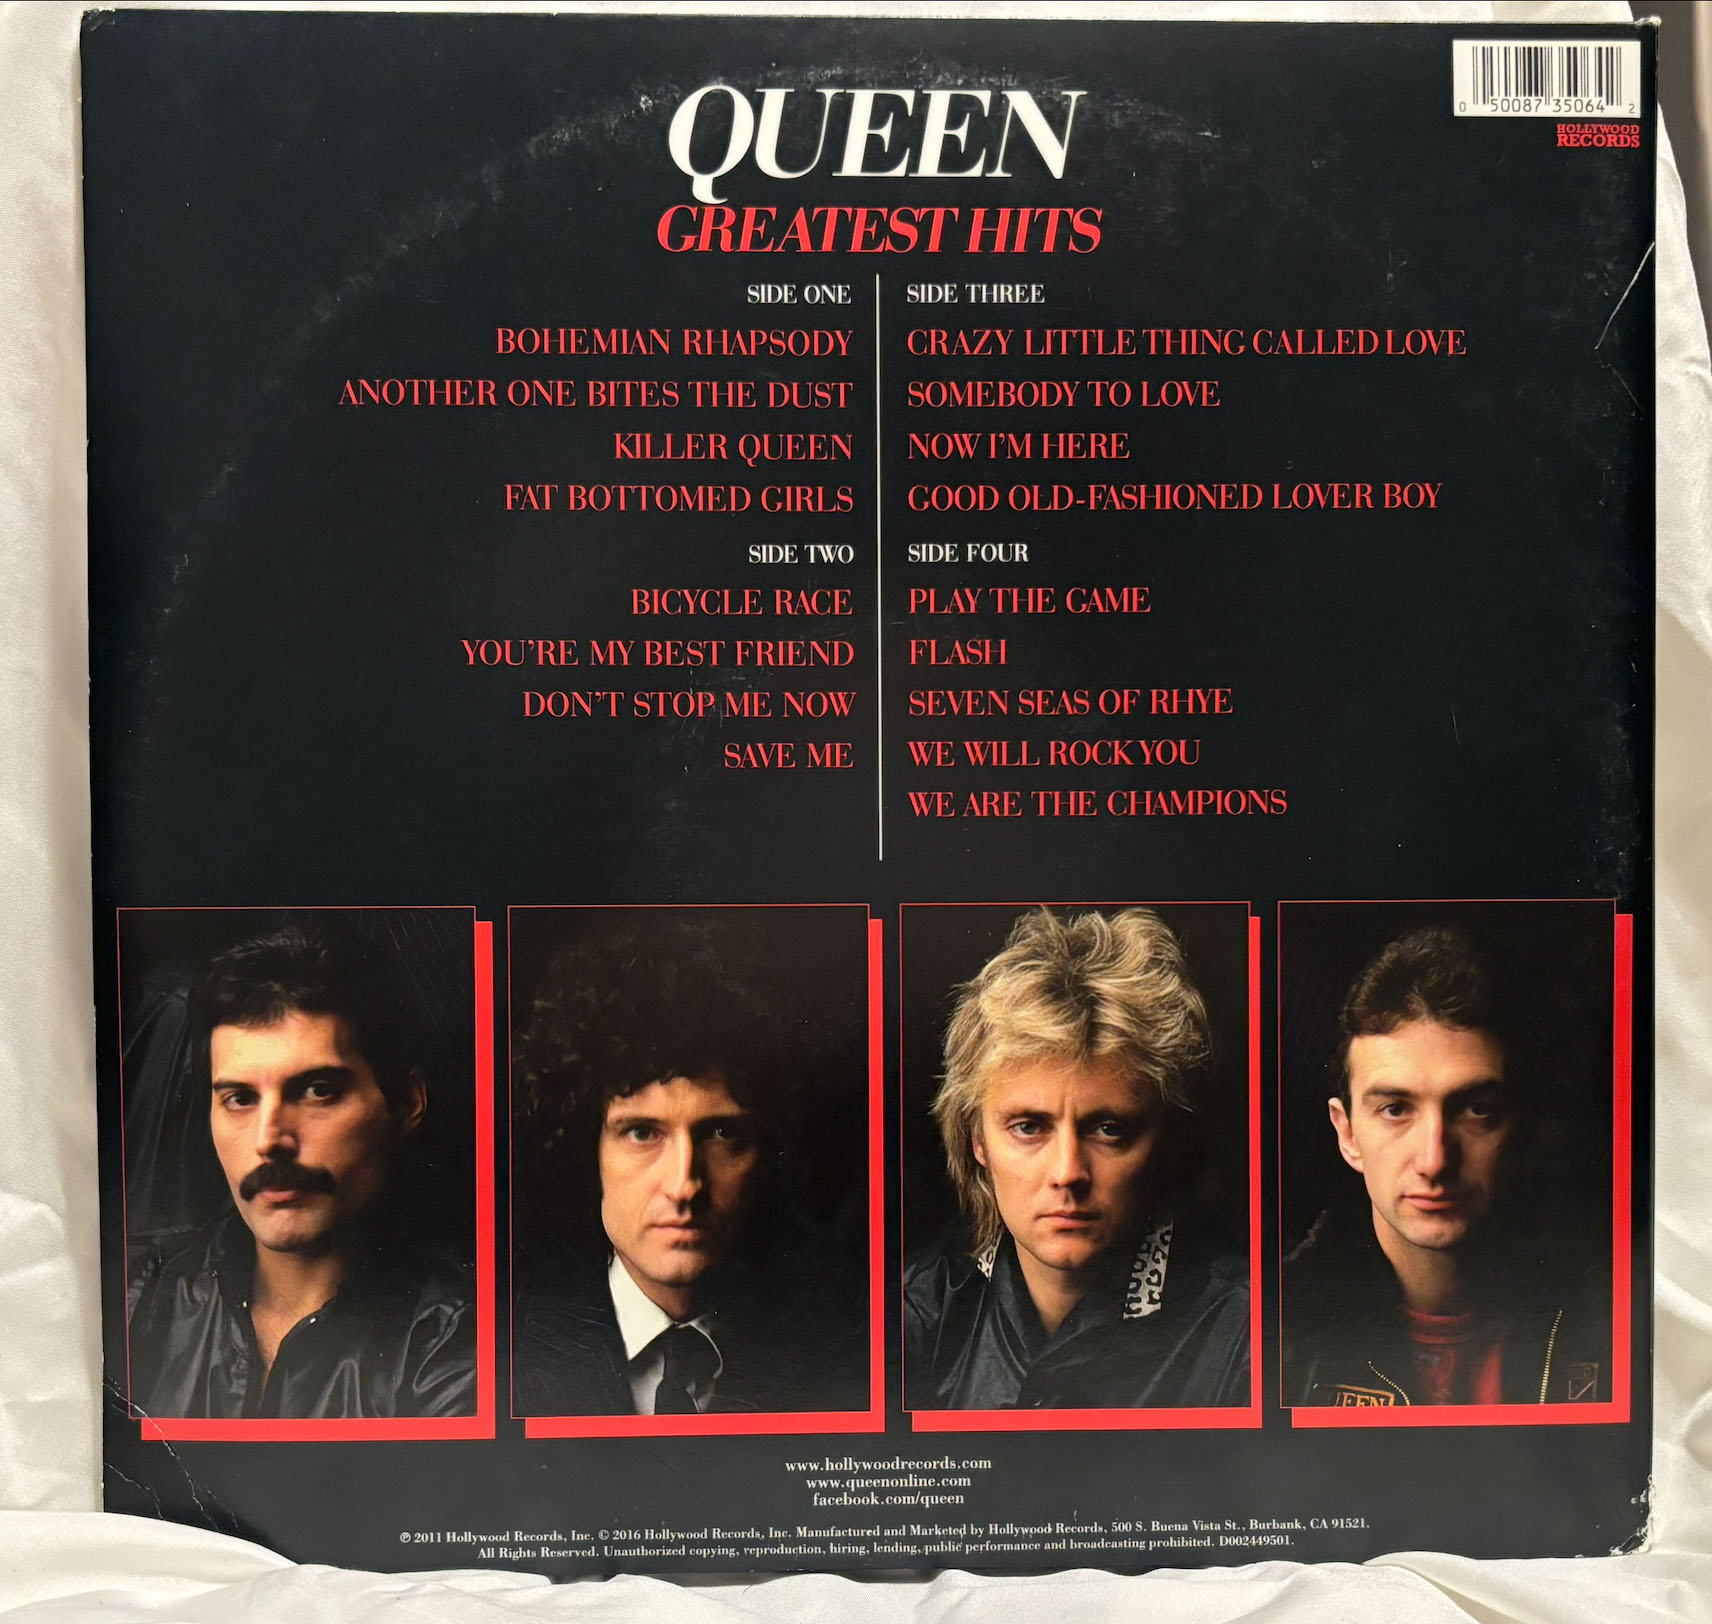 0 50087 35064 2
HOLLYWOOD
RECORDS
QUEEN
GREATEST HITS
SIDE ONE
BOHEMIAN RHAPSODY
ANOTHER ONE BITES THE DUST
KILLER QUEEN
FAT BOTTOMED GIRLS
SIDE TWO
BICYCLE RACE
YOU'RE MY BEST FRIEND
DON'T STOP ME NOW
SAVE ME
SIDE THREE
CRAZY LITTLE THING CALLED LOVE
SOMEBODY TO LOVE
NOW I'M HERE
GOOD OLD-FASHIONED LOVER BOY
SIDE FOUR
PLAY THE GAME
FLASH
SEVEN SEAS OF RHYE
WE WILL ROCK YOU
WE ARE THE CHAMPIONS
www.hollywoodrecords.com
www.queenonline.com
facebook.com/queen
℗ 2011 Hollywood Records, Inc. © 2016 Hollywood Records, Inc. Manufactured and Marketed by Hollywood Records, 500 S. Buena Vista St., Burbank, CA 91521.
All Rights Reserved. Unauthorized copying, reproduction, hiring, lending, public performance and broadcasting prohibited. D002449501.